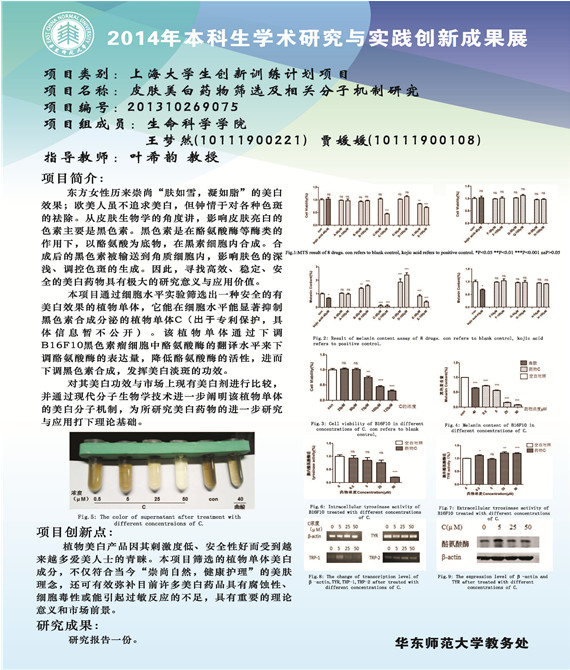 2014年本科生学术研究与实践创新成果展
项目类别：上海大学生创新训练计划项目
项目名称：皮肤美白药物筛选及相关分子机制研究
项目编号：201310269075
项目组成员：生命科学学院
王梦然(10111900221) 贾媛媛(10111900108)
指导教师：叶希韵 教授
项目简介：
东方女性历来崇尚“肤如雪，凝如脂”的美白
效果；欧美人虽不追求美白，但钟情于对各种色斑
的祛除。从皮肤生物学的角度讲，影响皮肤亮白的
色素主要是黑色素。黑色素是在酪氨酸酶等酶类的
作用下，以酪氨酸为底物，在黑素细胞内合成。合
成后的黑色素被输送到角质细胞内，影响肤色的深
浅、调控色斑的生成。因此，寻找高效、稳定、安
全的美白药物具有极大的研究意义与应用价值。
本项目通过细胞水平实验筛选出一种安全的有
美白效果的植物单体，它能在细胞水平能显著抑制
黑色素合成分泌的植物单体C（出于专利保护，具
体信息暂不公开）。该植物单体通过下调
B16F10黑色素瘤细胞中酪氨酸酶的翻译水平来下
调酪氨酸酶的表达量，降低酪氨酸酶的活性，进而
下调黑色素合成，发挥美白淡斑的功效。
对其美白功效与市场上现有美白剂进行比较，
并通过现代分子生物学技术进一步阐明该植物单体
的美白分子机制，为所研究美白药物的进一步研究
与应用打下理论基础。
浓度
(μM) 0.5 5 25 50 con 40
C 曲酸
Fig.5: The color of supernatant after treatment with
different concentraions of C.
项目创新点：
植物美白产品因其刺激度低、安全性好而受到越
来越多爱美人士的青睐。本项目筛选的植物单体美白
成分，不仅符合当今“崇尚自然，健康护理”的美肤
理念，还可有效弥补目前许多美白药品具有腐蚀性、
细胞毒性或能引起过敏反应的不足，具有重要的理论
意义和市场前景。
研究成果：
研究报告一份。
Fig.1:MTS result of 8 drugs. con refers to blank control, kojic acid refers to positive control. *P<0.05 **P<0.01 ***P<0.001 nsP>0.05
Fig.2: Result of melanin content assay of 8 drugs. con refers to blank control, kojic acid
refers to positive control.
Fig.3: Cell viability of B16F10 in different
concentrations of C. con refers to blank
control.
Fig.4: Melanin content of B16F10 in
different concentrations of C.
Fig.6: Intracellular tyrosinase activity of
B16F10 treated with different concentrations
of C.
Fig.7: Extracellular tyrosinase activity of
B16F10 treated with different concentrations
of C.
C(浓度) 0 5 25 50 0 5 25 50
β-actin TYR
TRP-1 TRP-2
Fig.8: The change of transcription level of
β-actin,TYR,TRP-1,TRP-2 after treated with
different concentrations of C.
C(μM) 0 5 25 50
酪氨酸酶
β-actin
Fig.9: The expression level of β-actin and
TYR after treated with different
concentrations of C.
华东师范大学教务处